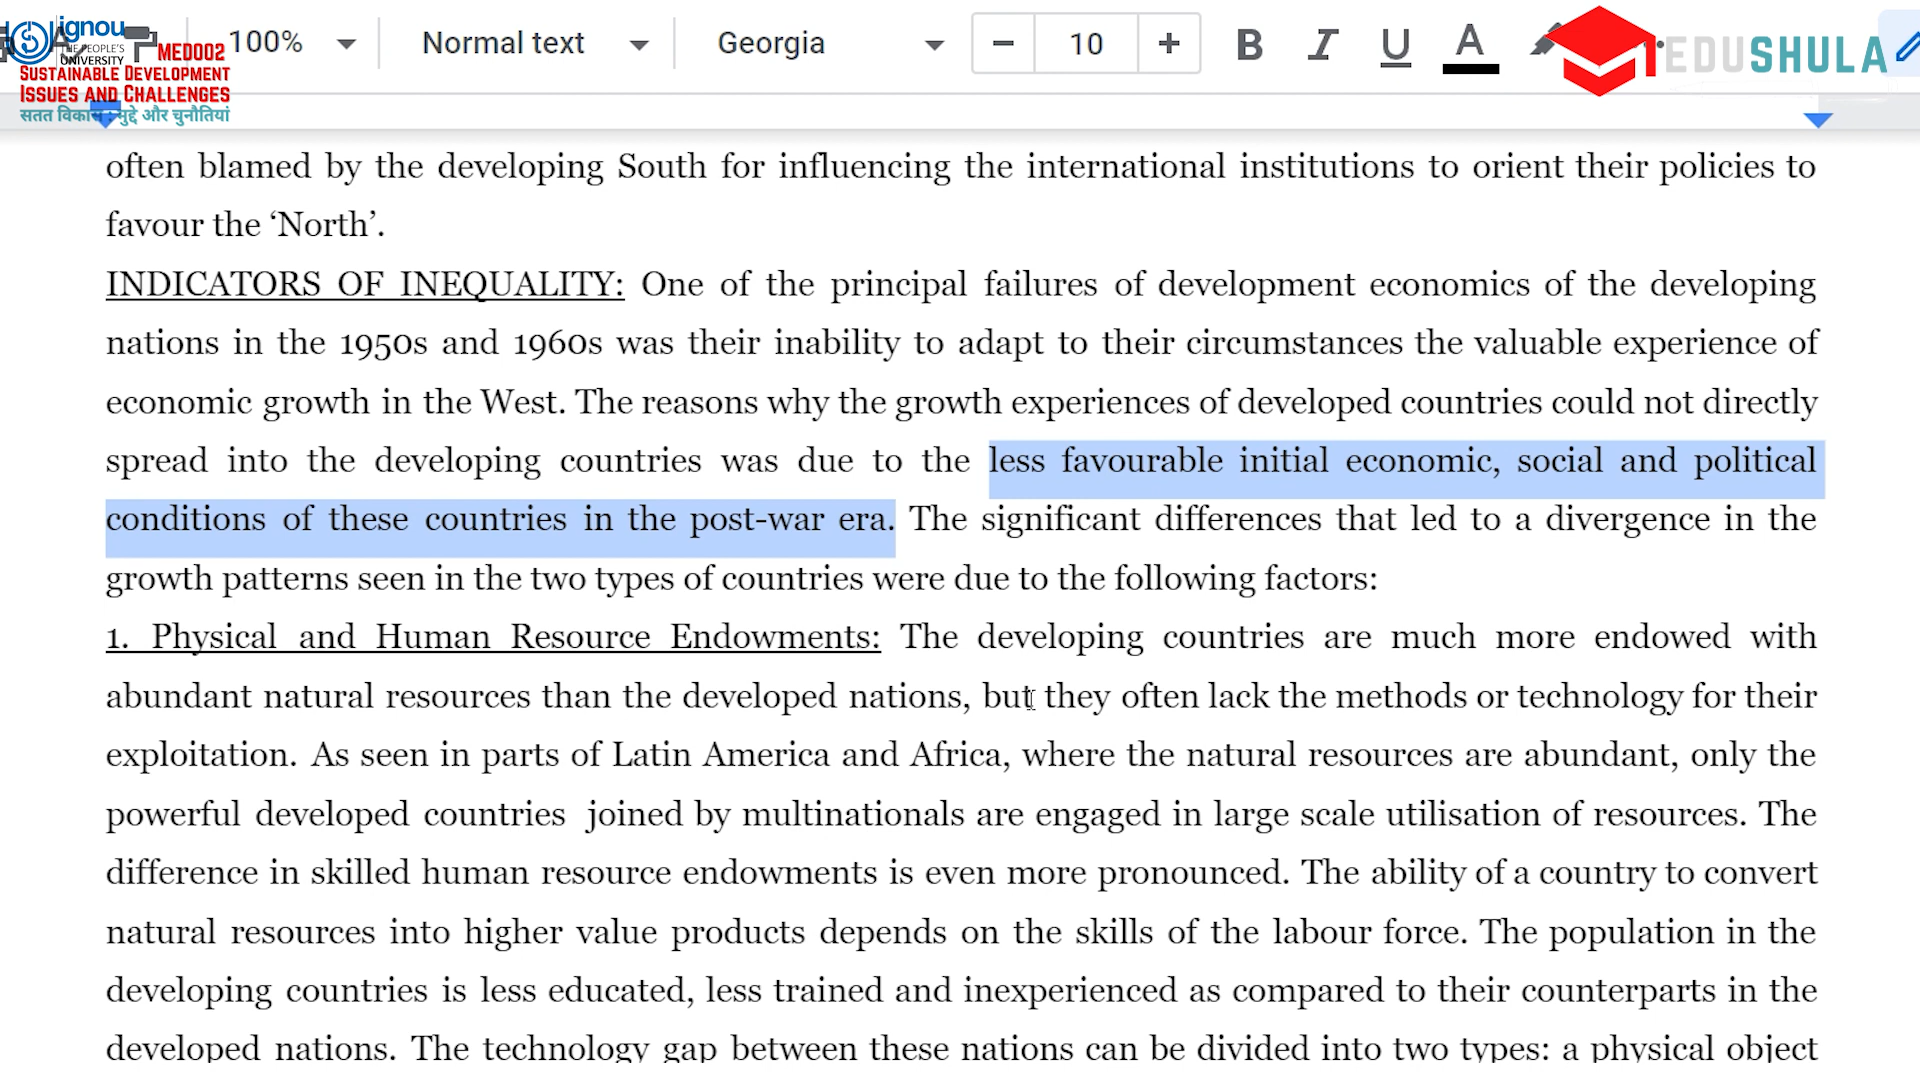 ignou
THE PEOPLE'S
UNIVERSITY
MED002
SUSTAINABLE DEVELOPMENT
ISSUES AND CHALLENGES
सतत विकास : मुद्दे और चुनौतियां
100%
Normal text
Georgia
− 10 +
B I U A
EDUSHULA
often blamed by the developing South for influencing the international institutions to orient their policies to
favour the ‘North’.
INDICATORS OF INEQUALITY: One of the principal failures of development economics of the developing
nations in the 1950s and 1960s was their inability to adapt to their circumstances the valuable experience of
economic growth in the West. The reasons why the growth experiences of developed countries could not directly
spread into the developing countries was due to the less favourable initial economic, social and political
conditions of these countries in the post-war era. The significant differences that led to a divergence in the
growth patterns seen in the two types of countries were due to the following factors:
1. Physical and Human Resource Endowments: The developing countries are much more endowed with
abundant natural resources than the developed nations, but they often lack the methods or technology for their
exploitation. As seen in parts of Latin America and Africa, where the natural resources are abundant, only the
powerful developed countries joined by multinationals are engaged in large scale utilisation of resources. The
difference in skilled human resource endowments is even more pronounced. The ability of a country to convert
natural resources into higher value products depends on the skills of the labour force. The population in the
developing countries is less educated, less trained and inexperienced as compared to their counterparts in the
developed nations. The technology gap between these nations can be divided into two types: a physical object